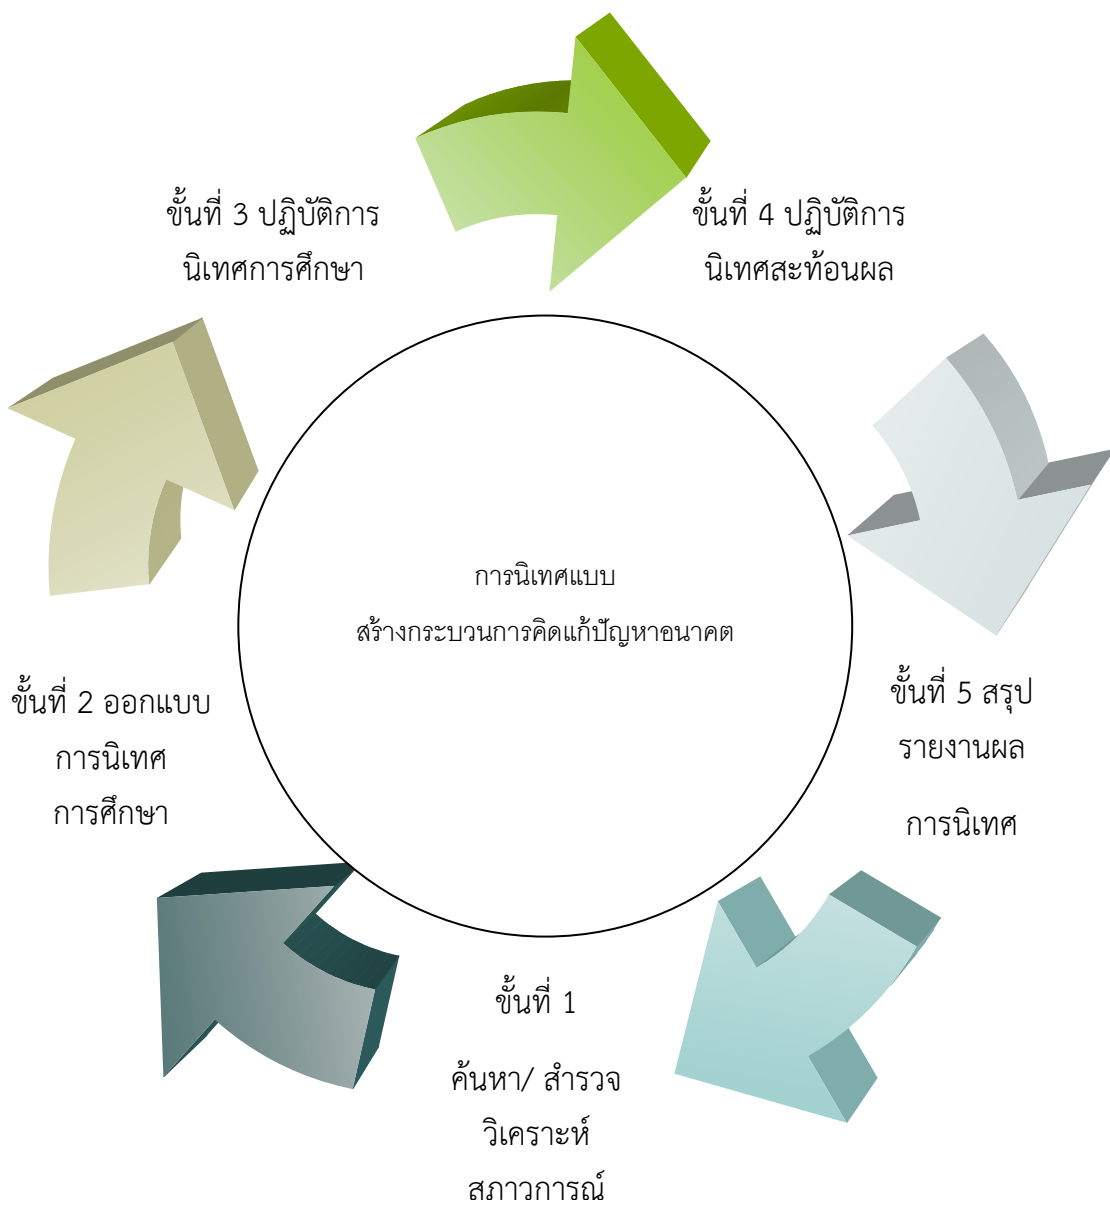 ขั้นที่ 3 ปฏิบัติการ
นิเทศการศึกษา
ขั้นที่ 4 ปฏิบัติการ
นิเทศสะท้อนผล
การนิเทศแบบ
สร้างกระบวนการคิดแก้ปัญหาอนาคต
ขั้นที่ 2 ออกแบบ
การนิเทศ
การศึกษา
ขั้นที่ 5 สรุป
รายงานผล
การนิเทศ
ขั้นที่ 1
ค้นหา/ สำรวจ
วิเคราะห์
สภาวการณ์